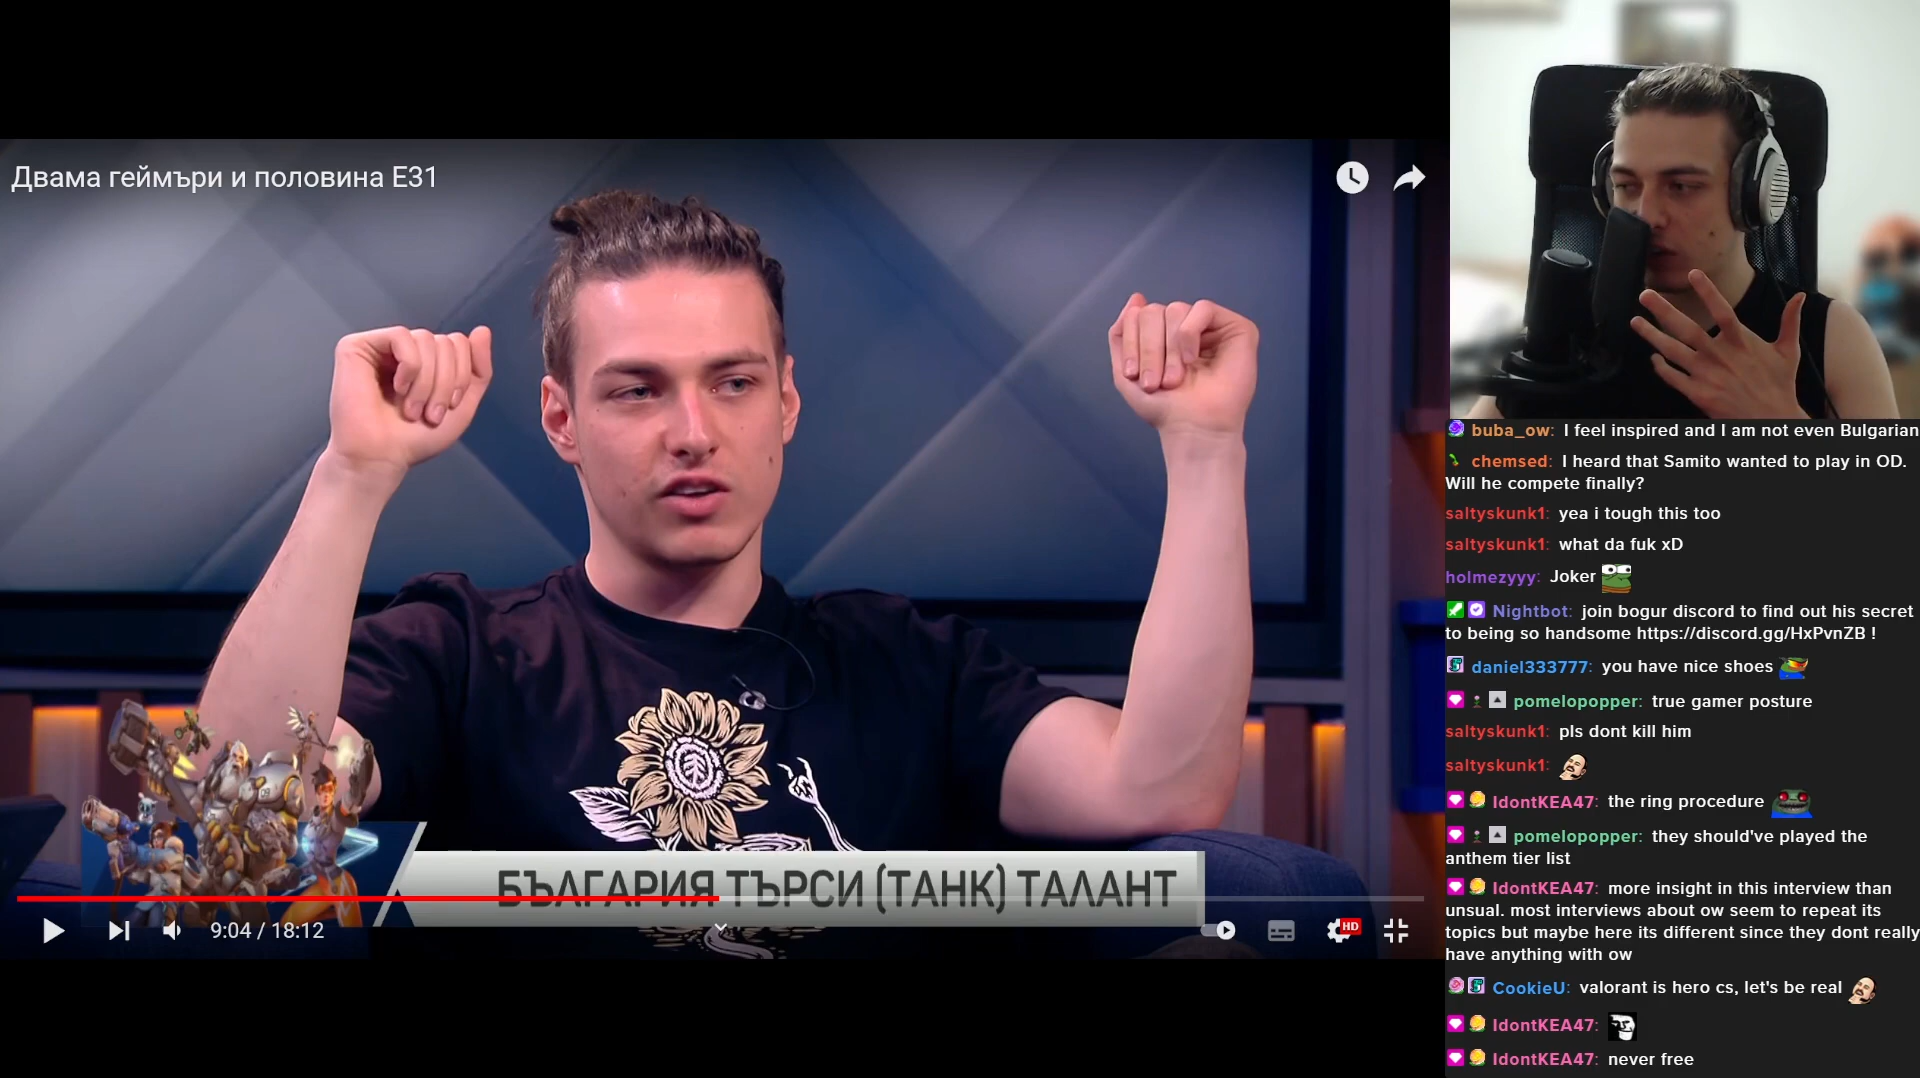 Двама геймъри и половина E31
БЪЛГАРИЯ ТЪРСИ (ТАНК) ТАЛАНТ
9:04 / 18:12
HD
buba_ow: I feel inspired and I am not even Bulgarian
chemsed: I heard that Samito wanted to play in OD.
Will he compete finally?
saltyskunk1: yea i tough this too
saltyskunk1: what da fuk xD
holmezyyy: Joker
Nightbot: join bogur discord to find out his secret
to being so handsome https://discord.gg/HxPvnZB !
daniel333777: you have nice shoes
pomelopopper: true gamer posture
saltyskunk1: pls dont kill him
saltyskunk1:
IdontKEA47: the ring procedure
pomelopopper: they should've played the
anthem tier list
IdontKEA47: more insight in this interview than
unsual. most interviews about ow seem to repeat its
topics but maybe here its different since they dont really
have anything with ow
CookieU: valorant is hero cs, let's be real
IdontKEA47:
IdontKEA47: never free